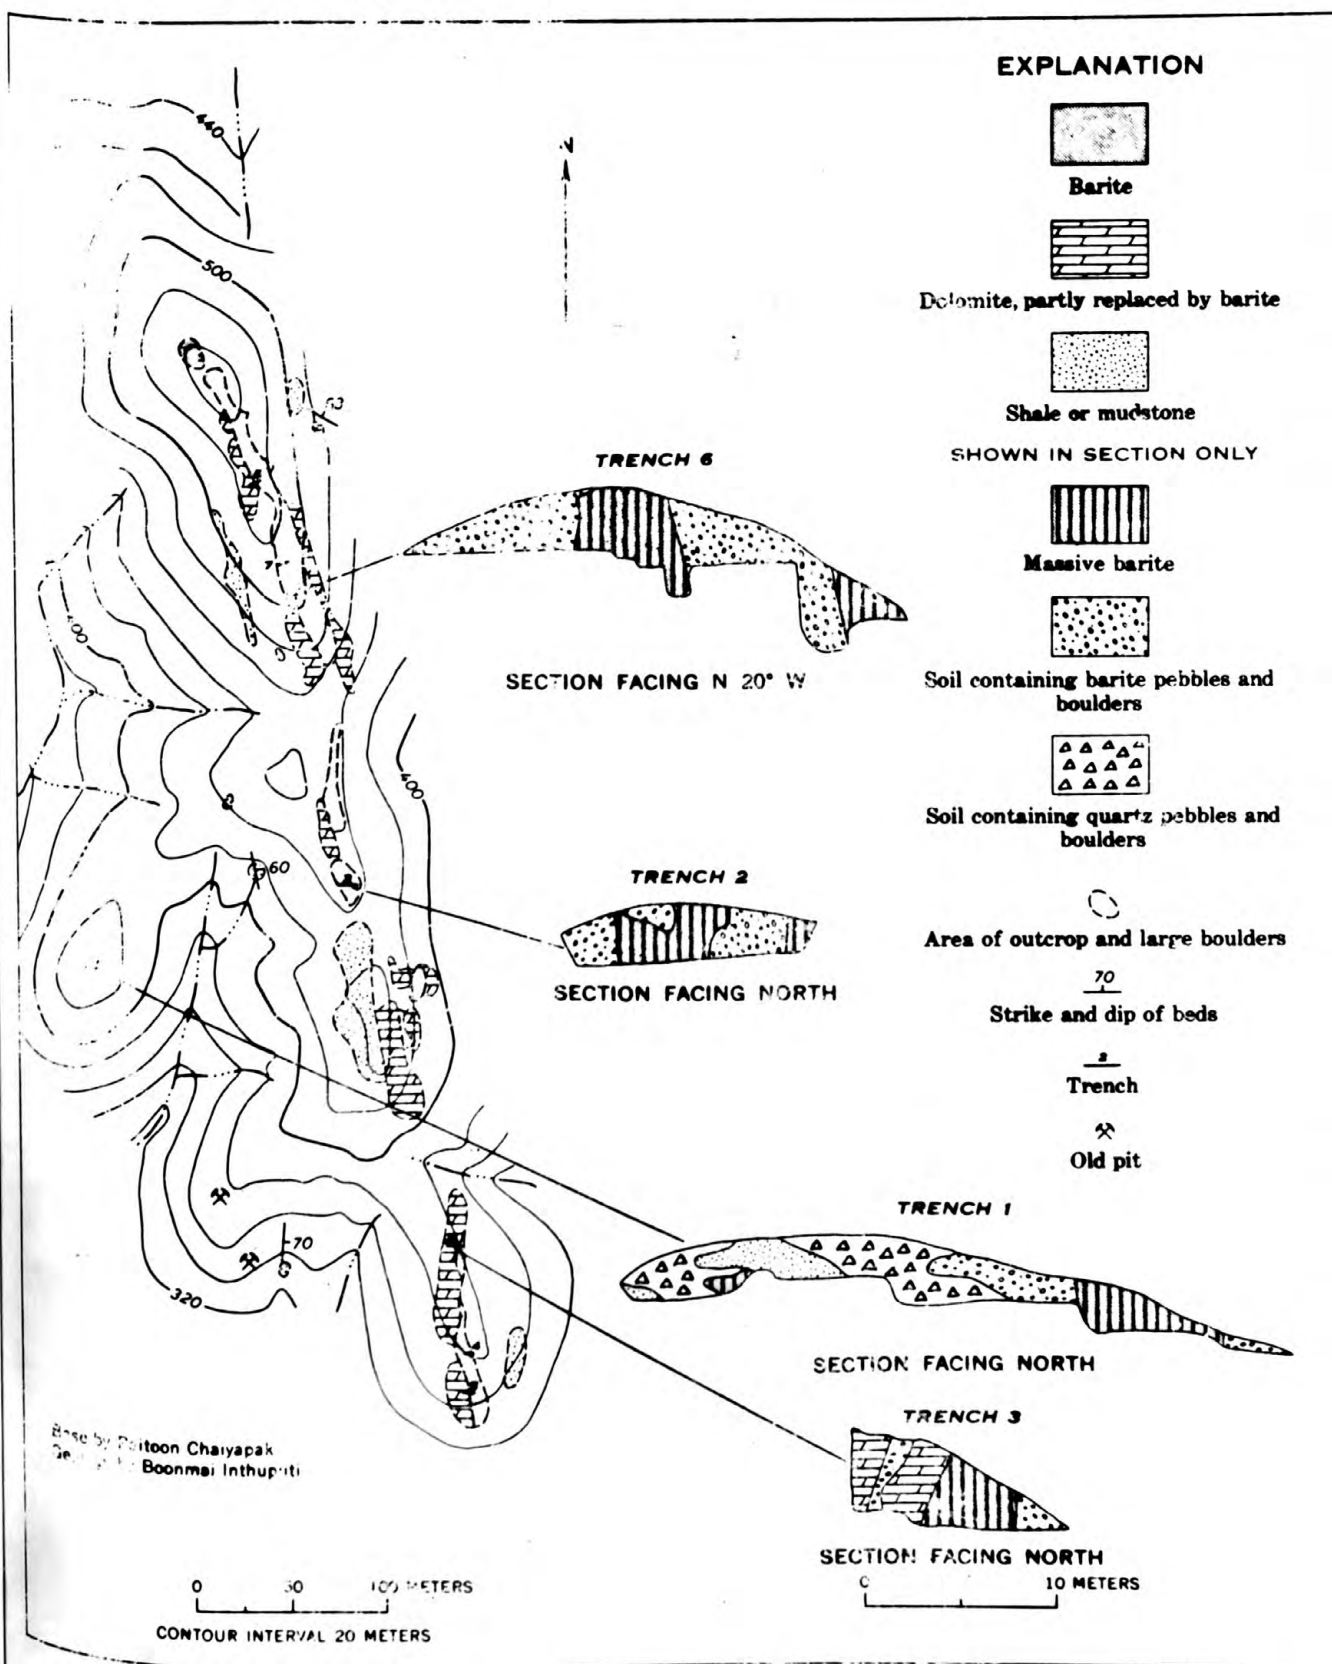 EXPLANATION
Barite
Dolomite, partly replaced by barite
Shale or mudstone
SHOWN IN SECTION ONLY
Massive barite
Soil containing barite pebbles and
boulders
Soil containing quartz pebbles and
boulders
Area of outcrop and large boulders
70
Strike and dip of beds
Trench
Old pit
440
N
500
TRENCH 6
SECTION FACING N 20° W
400
400
60
TRENCH 2
SECTION FACING NORTH
TRENCH 1
SECTION FACING NORTH
70
320
TRENCH 3
SECTION FACING NORTH
Base by Chaiyapak
Boonmai
0 50 100 METERS
CONTOUR INTERVAL 20 METERS
0 10 METERS